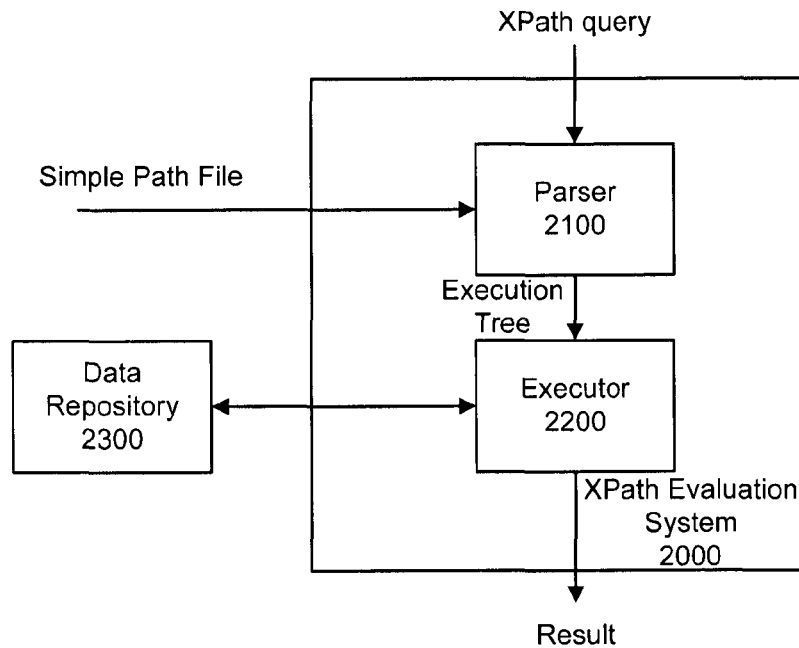 XPath query
Simple Path File
Parser
2100
Execution
Tree
Data
Repository
2300
Executor
2200
XPath Evaluation
System
2000
Result